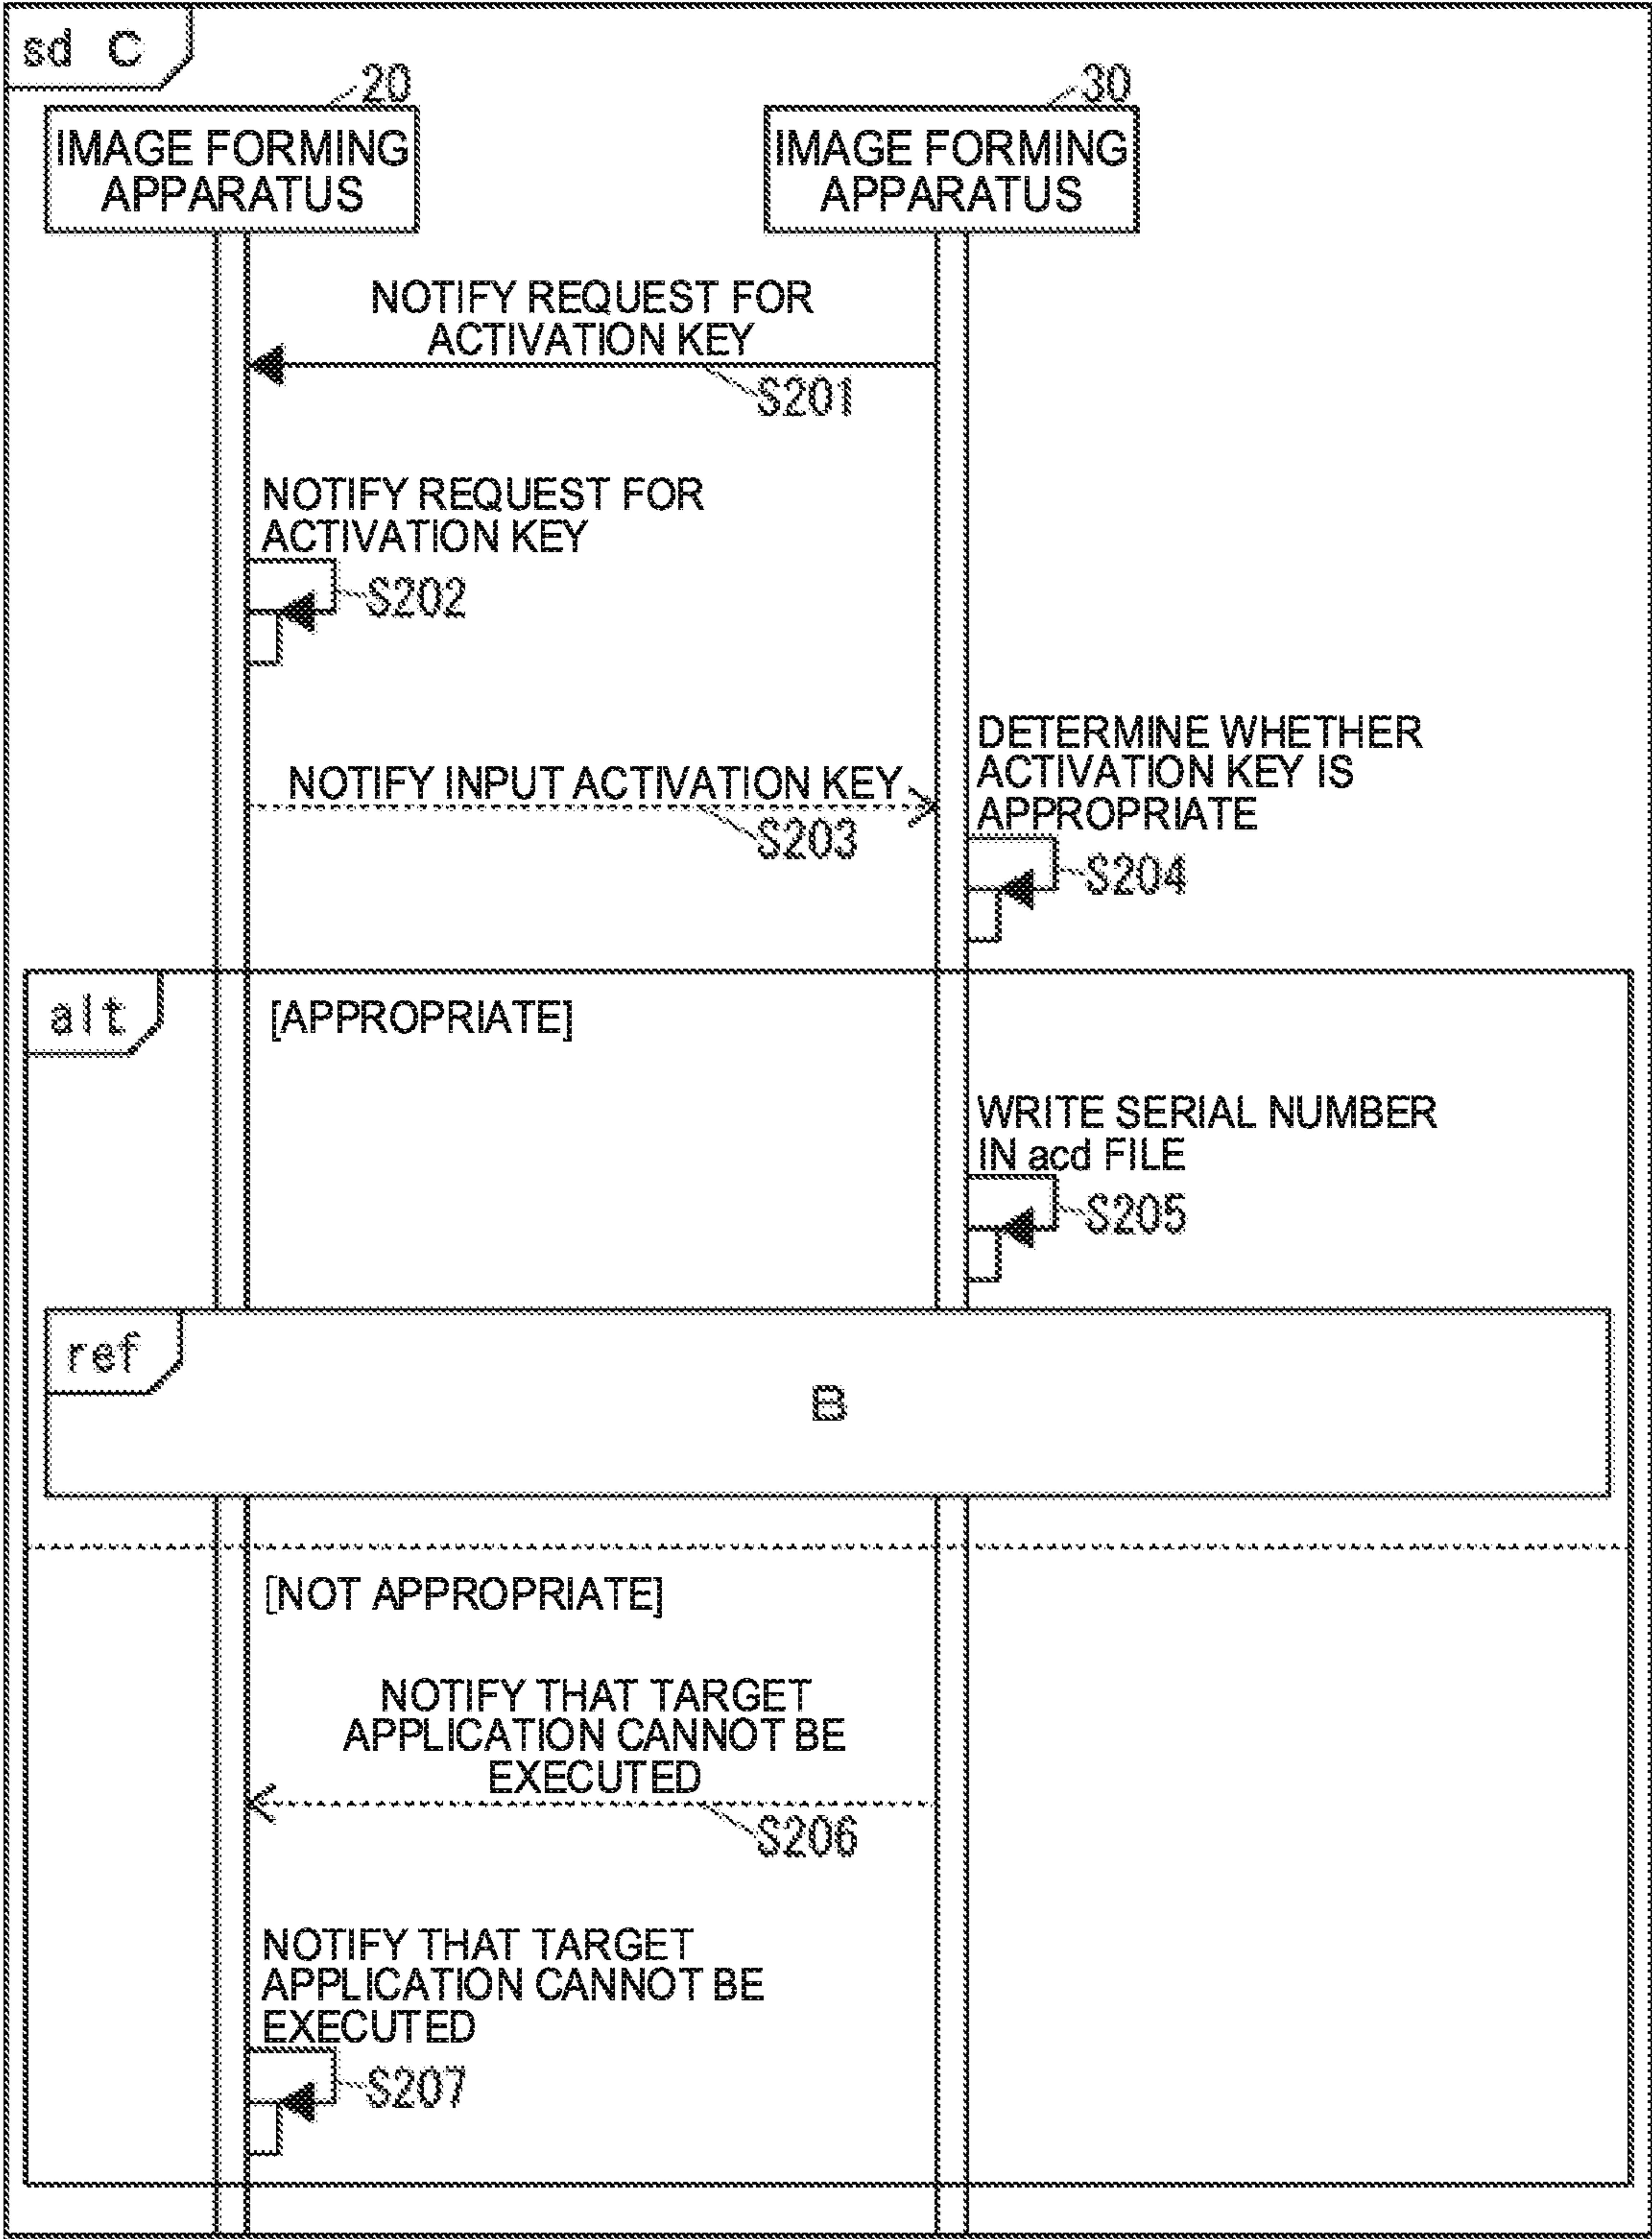 sd C
20
30
IMAGE FORMING
APPARATUS
IMAGE FORMING
APPARATUS
NOTIFY REQUEST FOR
ACTIVATION KEY
S201
NOTIFY REQUEST FOR
ACTIVATION KEY
S202
DETERMINE WHETHER
ACTIVATION KEY IS
APPROPRIATE
NOTIFY INPUT ACTIVATION KEY
S203
S204
alt
[APPROPRIATE]
WRITE SERIAL NUMBER
IN acd FILE
S205
ref
B
[NOT APPROPRIATE]
NOTIFY THAT TARGET
APPLICATION CANNOT BE
EXECUTED
S206
NOTIFY THAT TARGET
APPLICATION CANNOT BE
EXECUTED
S207